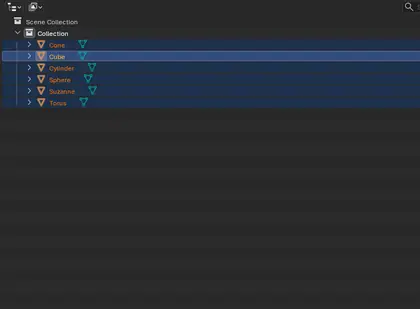 Scene Collection
Collection
Cone
Cube
Cylinder
Sphere
Suzanne
Torus